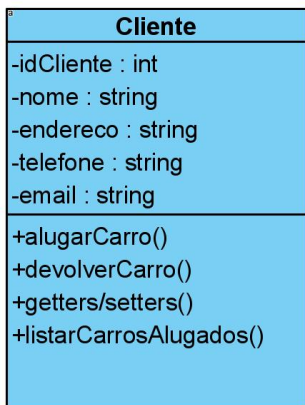 a
Cliente
-idCliente : int
-nome : string
-endereco : string
-telefone : string
-email : string
+alugarCarro()
+devolverCarro()
+getters/setters()
+listarCarrosAlugados()